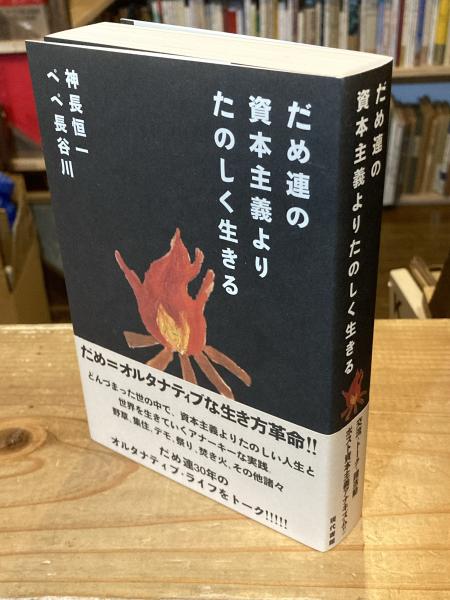 だめ連の
資本主義より
たのしく生きる
神長恒一
ペペ長谷川
だめ＝オルタナティブな生き方革命!!
どんづまった世の中で、資本主義よりたのしい人生と
世界を生きていくアナーキーな実践。
野草、集住、デモ、祭り、焚き火、その他諸々
だめ連30年の
オルタナティブ・ライフをトーク!!!!!
だめ連の
資本主義よりたのしく生きる
現代書館